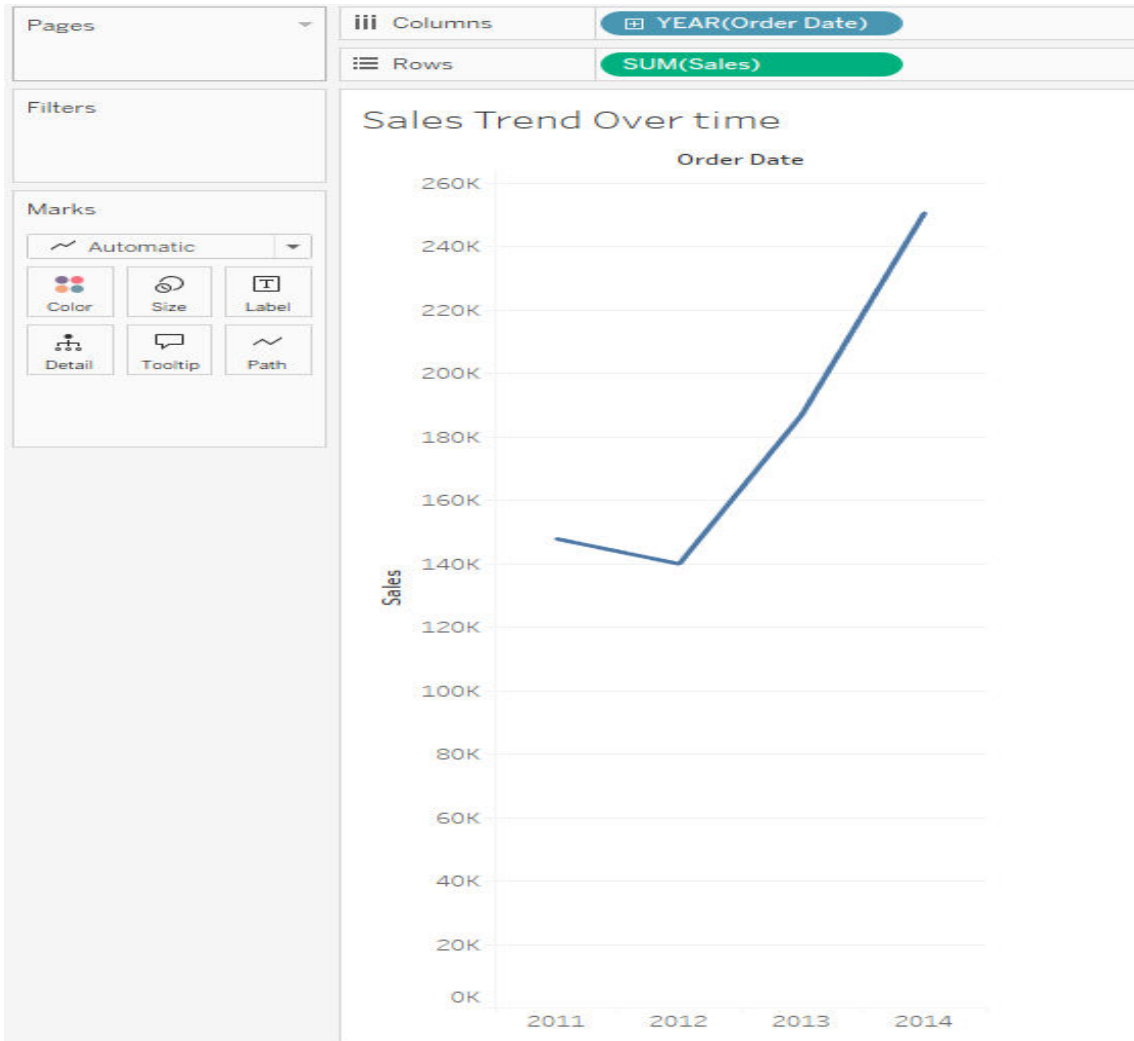 Pages
iii Columns
YEAR(Order Date)
Rows
SUM(Sales)
Filters
Marks
Automatic
Color
Size
Label
Detail
Tooltip
Path
Sales Trend Over time
Order Date
260K
240K
220K
200K
180K
160K
140K
120K
100K
80K
60K
40K
20K
0K
Sales
2011 2012 2013 2014